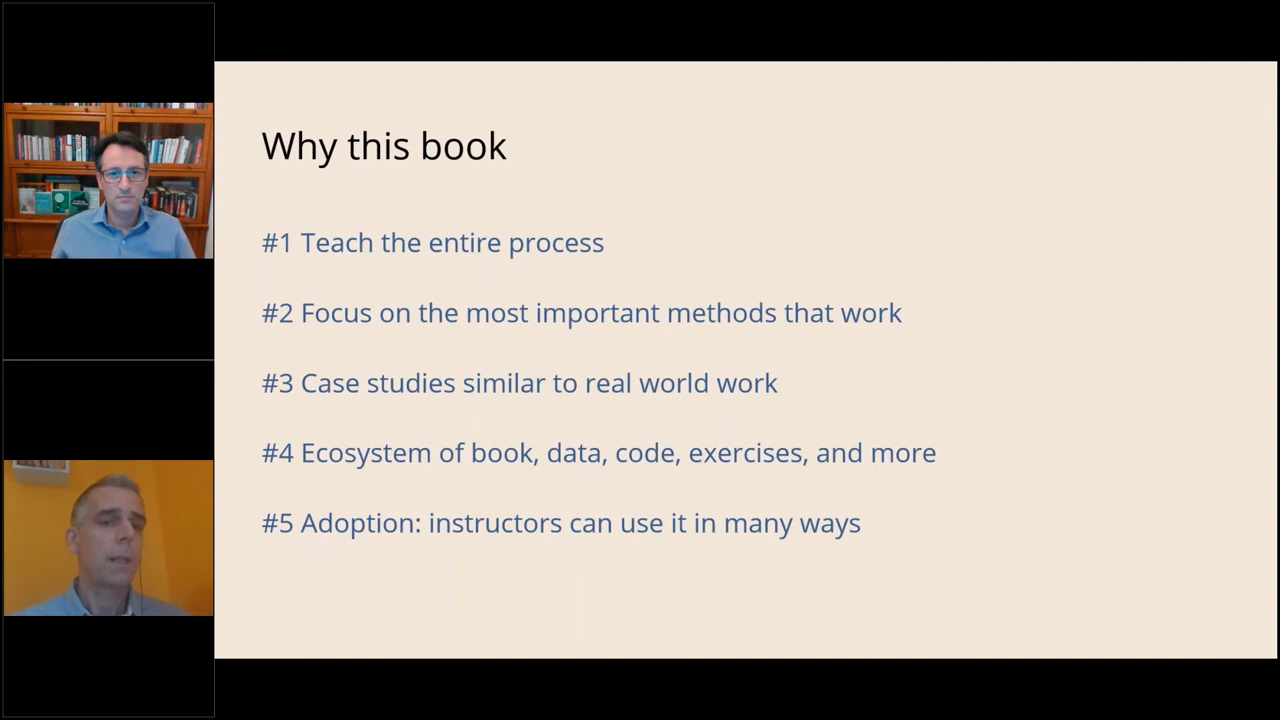 Why this book
#1 Teach the entire process
#2 Focus on the most important methods that work
#3 Case studies similar to real world work
#4 Ecosystem of book, data, code, exercises, and more
#5 Adoption: instructors can use it in many ways